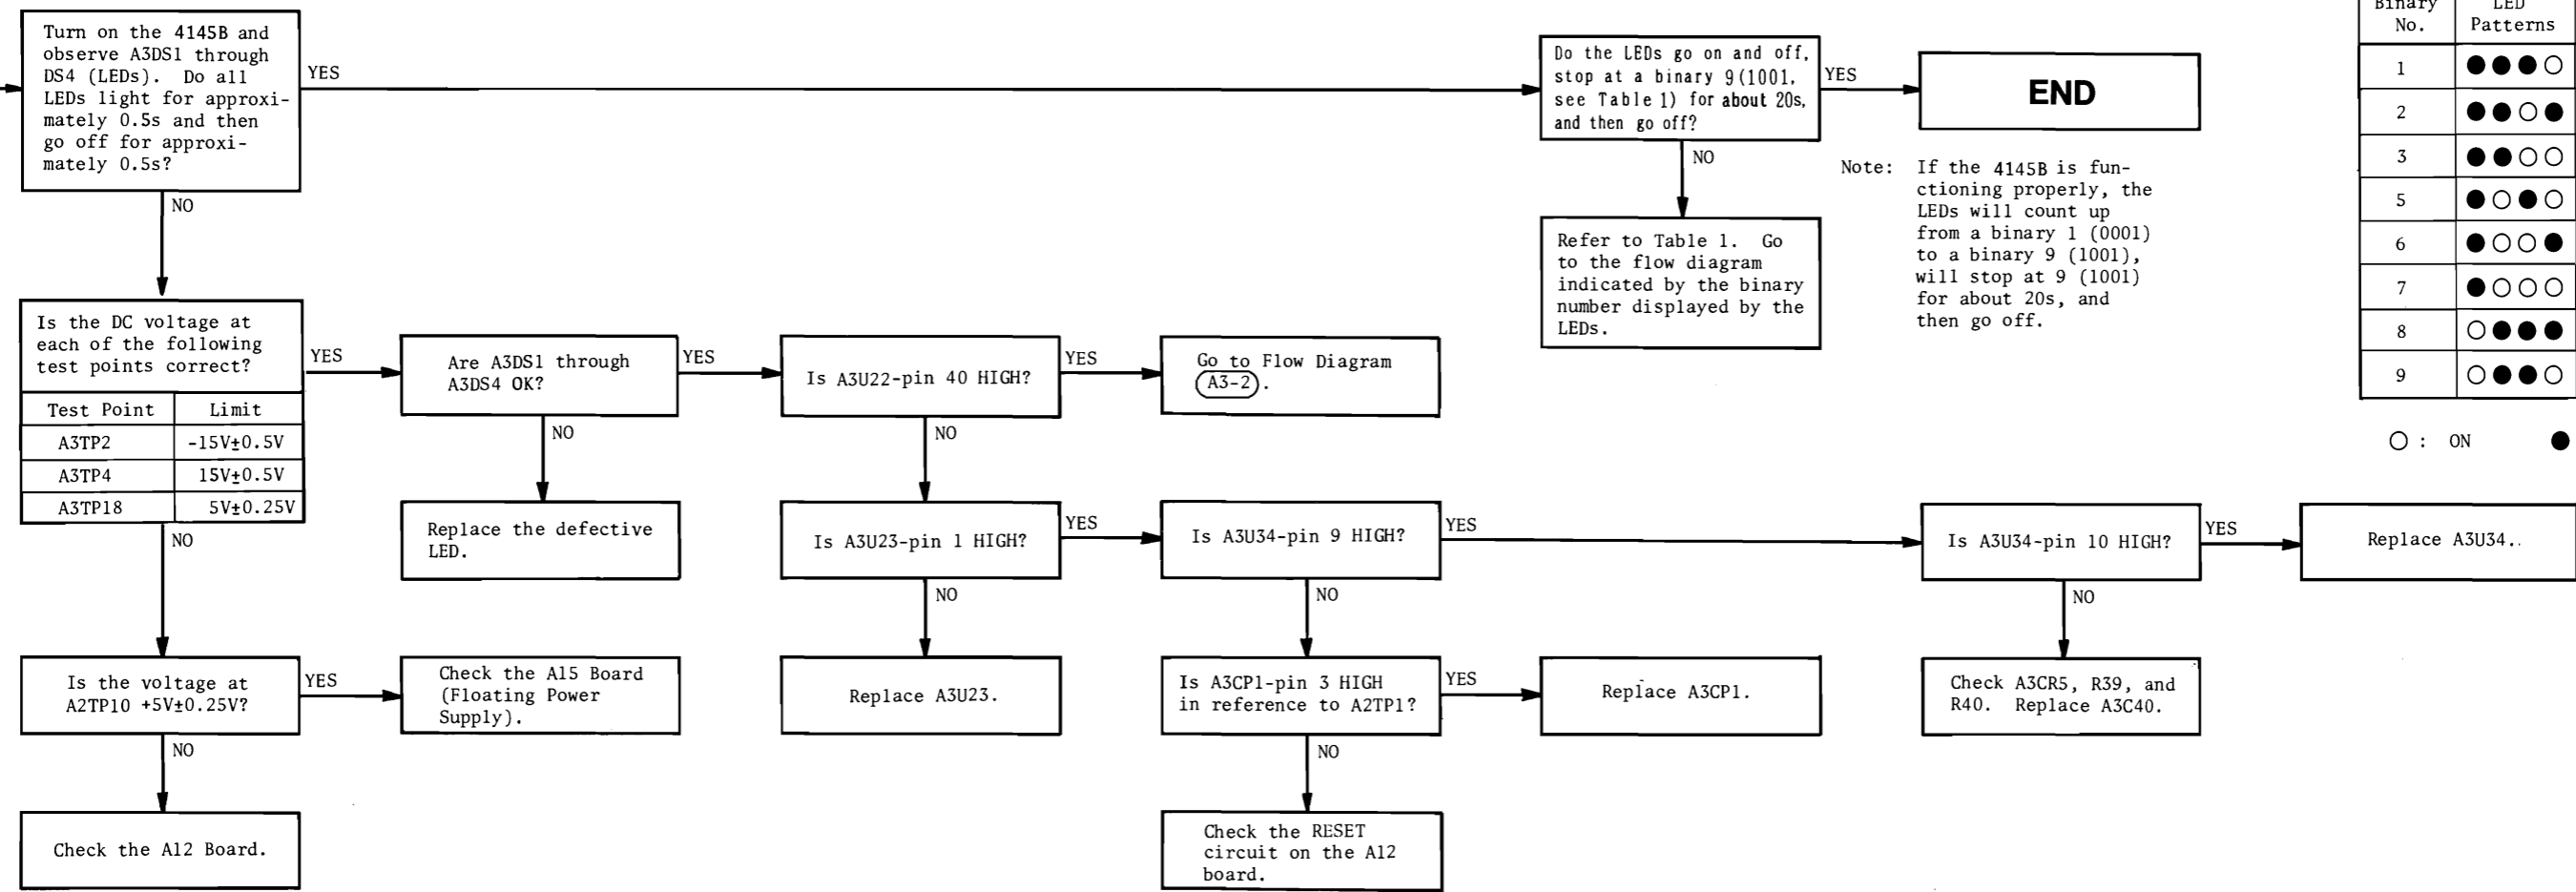 Turn on the 4145B and
observe A3DS1 through
DS4 (LEDs). Do all
LEDs light for approxi-
mately 0.5s and then
go off for approxi-
mately 0.5s?
YES
NO
Do the LEDs go on and off,
stop at a binary 9(1001,
see Table 1) for about 20s,
and then go off?
YES
END
NO
Refer to Table 1. Go
to the flow diagram
indicated by the binary
number displayed by the
LEDs.
Note: If the 4145B is fun-
ctioning properly, the
LEDs will count up
from a binary 1 (0001)
to a binary 9 (1001),
will stop at 9 (1001)
for about 20s, and
then go off.
Binary LED
No. Patterns
1 ●●●○
2 ●●○●
3 ●●○○
5 ●○●○
6 ●○○●
7 ●○○○
8 ○●●●
9 ○●●○
○ : ON ●
Is the DC voltage at
each of the following
test points correct?
Test Point Limit
A3TP2 -15V±0.5V
A3TP4 15V±0.5V
A3TP18 5V±0.25V
YES
NO
Are A3DS1 through
A3DS4 OK?
YES
NO
Is A3U22-pin 40 HIGH?
YES
NO
Go to Flow Diagram
A3-2.
Replace the defective
LED.
Is A3U23-pin 1 HIGH?
YES
NO
Is A3U34-pin 9 HIGH?
YES
NO
Is A3U34-pin 10 HIGH?
YES
NO
Replace A3U34.
Is the voltage at
A2TP10 +5V±0.25V?
YES
NO
Check the A15 Board
(Floating Power
Supply).
Replace A3U23.
Is A3CP1-pin 3 HIGH
in reference to A2TP1?
YES
NO
Replace A3CP1.
Check A3CR5, R39, and
R40. Replace A3C40.
Check the A12 Board.
Check the RESET
circuit on the A12
board.